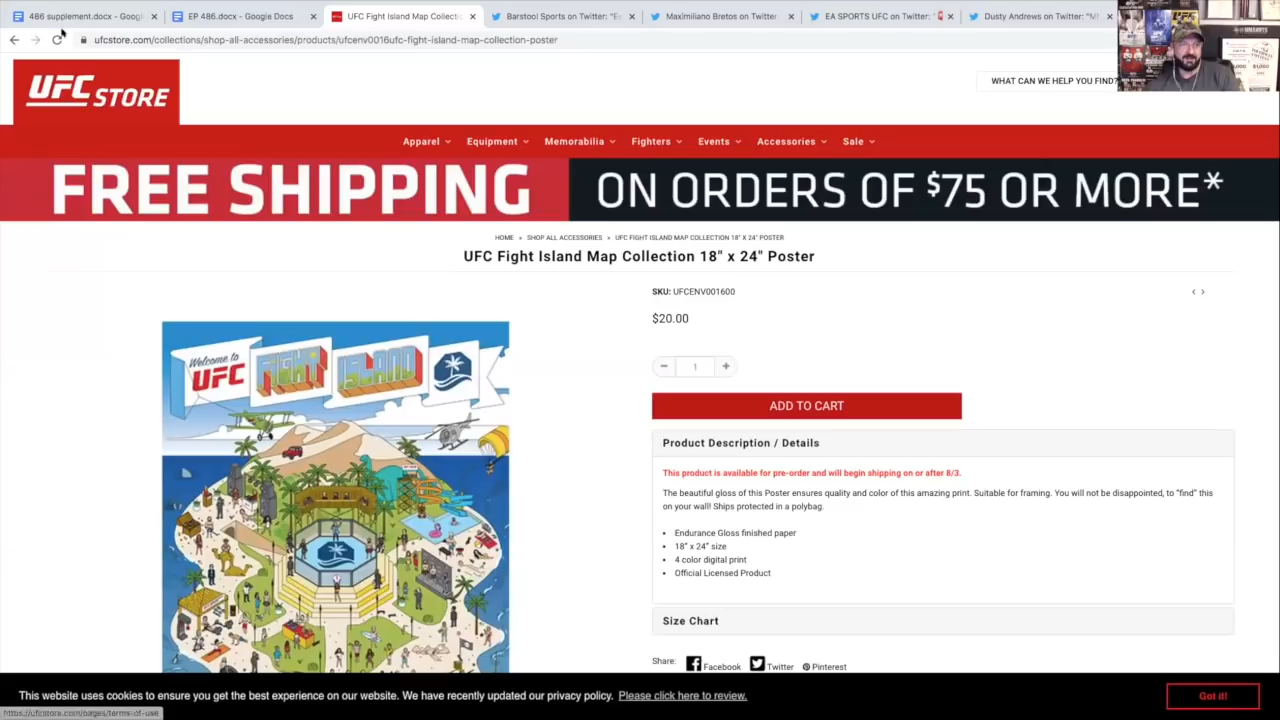 486 supplement.docx - Googl
EP 486.docx - Google Docs
UFC Fight Island Map Collectio
Barstool Sports on Twitter: "Es
Maximiliano Bretos on Twitter:
EA SPORTS UFC on Twitter: "
Dusty Andrews on Twitter: "M
ufcstore.com/collections/shop-all-accessories/products/ufcenv0016ufc-fight-island-map-collection-poster
UFC STORE
WHAT CAN WE HELP YOU FIND?
Apparel Equipment Memorabilia Fighters Events Accessories Sale
FREE SHIPPING ON ORDERS OF $75 OR MORE*
HOME » SHOP ALL ACCESSORIES » UFC FIGHT ISLAND MAP COLLECTION 18" X 24" POSTER
UFC Fight Island Map Collection 18" x 24" Poster
SKU: UFCENV001600
$20.00
1
ADD TO CART
Welcome to
UFC FIGHT ISLAND
Product Description / Details
This product is available for pre-order and will begin shipping on or after 8/3.
The beautiful gloss of this Poster ensures quality and color of this amazing print. Suitable for framing. You will not be disappointed, to "find" this
on your wall! Ships protected in a polybag.
Endurance Gloss finished paper
18" x 24" size
4 color digital print
Official Licensed Product
Size Chart
Share: Facebook Twitter Pinterest
This website uses cookies to ensure you get the best experience on our website. We have recently updated our privacy policy. Please click here to review.
Got it!
https://ufcstore.com/pages/terms-of-use